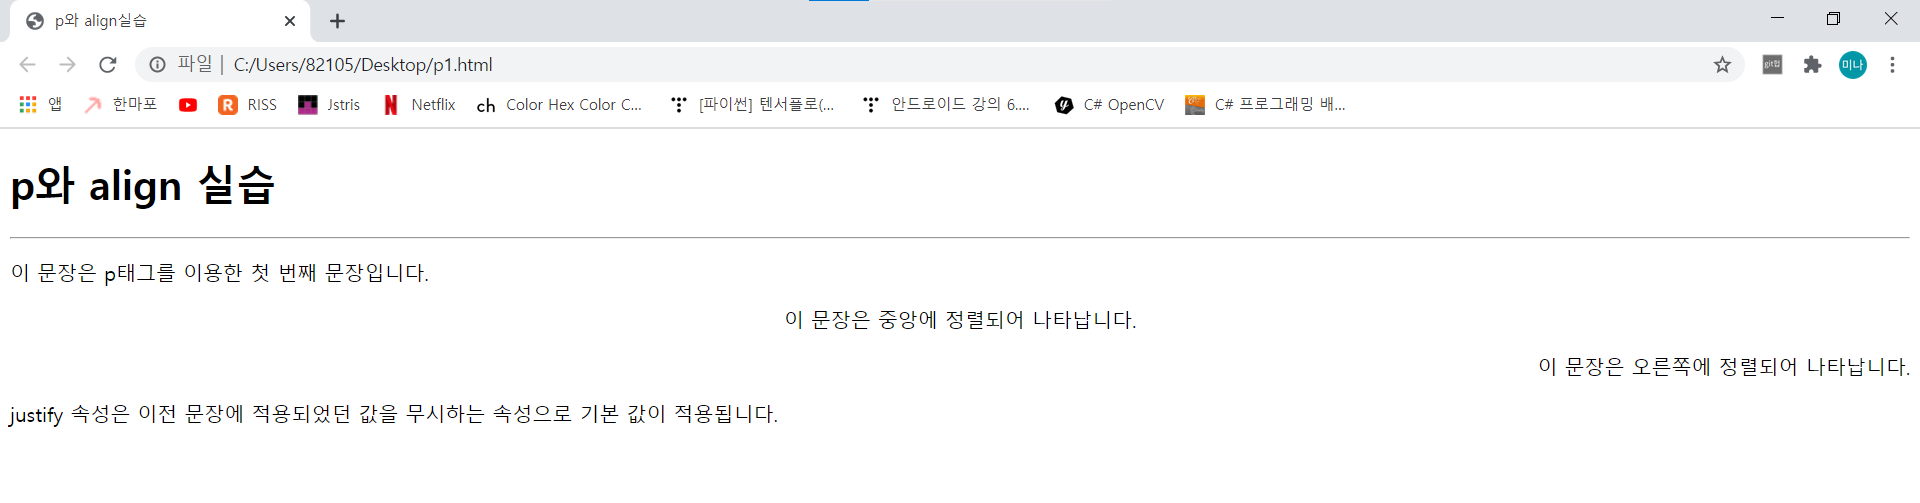 p와 align실습
파일 | C:/Users/82105/Desktop/p1.html
git헙
미나
앱 한마포 RISS Jstris Netflix ch Color Hex Color C... [파이썬] 텐서플로(... 안드로이드 강의 6.... C# OpenCV C# 프로그래밍 배...
p와 align 실습
이 문장은 p태그를 이용한 첫 번째 문장입니다.
이 문장은 중앙에 정렬되어 나타납니다.
이 문장은 오른쪽에 정렬되어 나타납니다.
justify 속성은 이전 문장에 적용되었던 값을 무시하는 속성으로 기본 값이 적용됩니다.